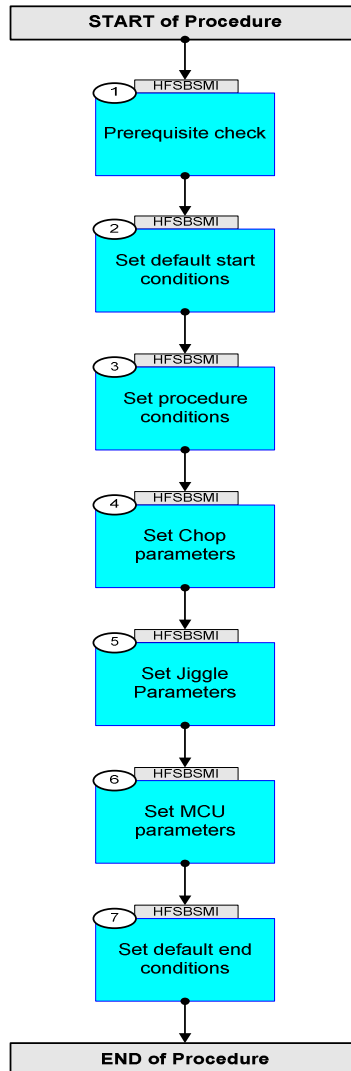 START of Procedure
HFSBSMI
1
Prerequisite check
HFSBSMI
2
Set default start
conditions
HFSBSMI
3
Set procedure
conditions
HFSBSMI
4
Set Chop
parameters
HFSBSMI
5
Set Jiggle
Parameters
HFSBSMI
6
Set MCU
parameters
HFSBSMI
7
Set default end
conditions
END of Procedure